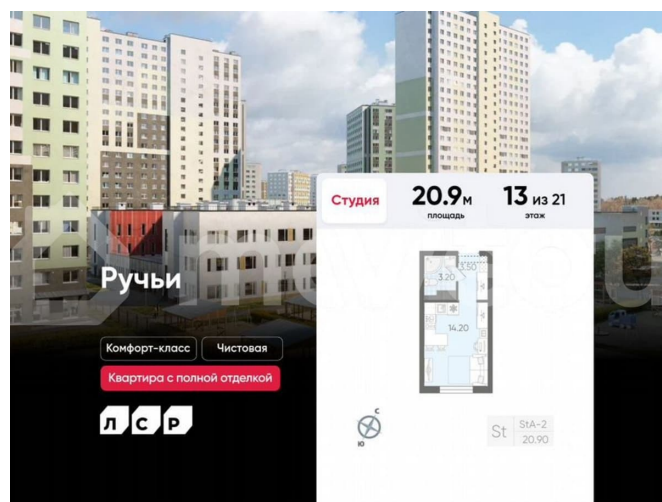 Студия
20.9м
площадь
13 из 21
этаж
Ручьи
Комфорт-класс
Чистовая
Квартира с полной отделкой
ЛСР
3.20
3.50
14.20
С
Ю
St
StA-2
20.90